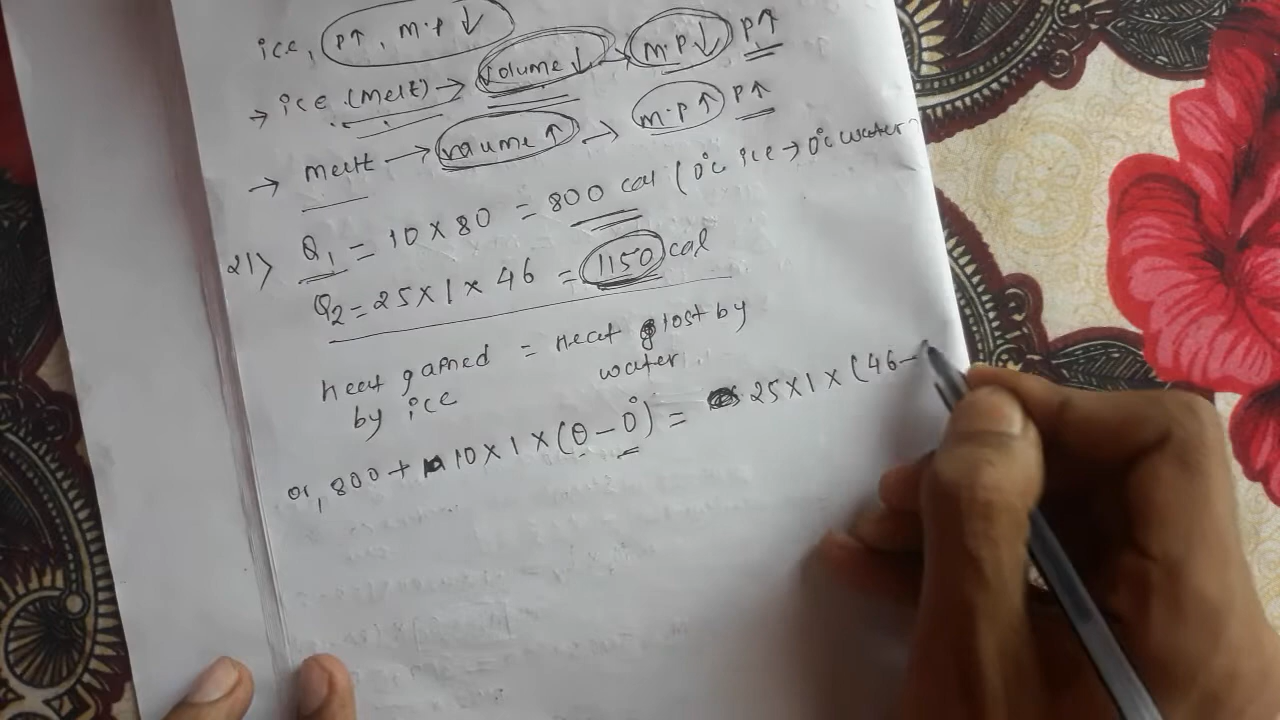 ice, P↑, m.p↓
→ ice (melt) → volume↓ → m.p↓ P↑
→ melt → voume↑ → m.p↑ P↑
21) Q₁ = 10 × 80 = 800 cal (0°c ice → 0°c water
Q₂ = 25 × 1 × 46 = 1150 cal
heat gained = Heat lost by
by ice water
or, 800 + 10 × 1 × (θ - 0°) = 25 × 1 × (46 -